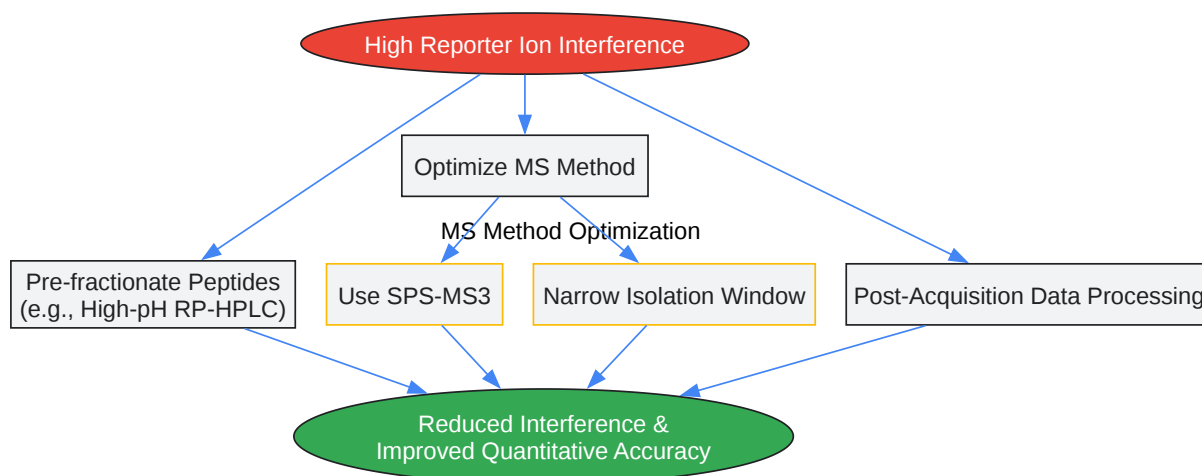 High Reporter Ion Interference
Optimize MS Method
MS Method Optimization
Pre-fractionate Peptides
(e.g., High-pH RP-HPLC)
Use SPS-MS3
Narrow Isolation Window
Post-Acquisition Data Processing
Reduced Interference &
Improved Quantitative Accuracy